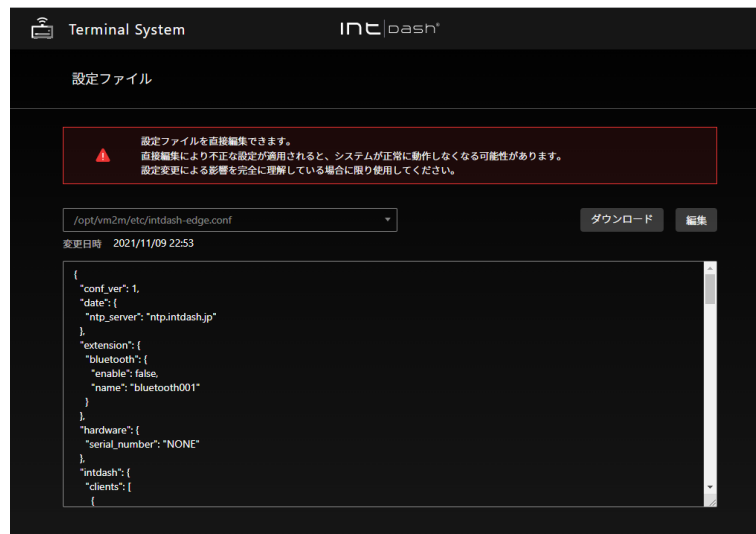 Terminal System
intdash®
設定ファイル
設定ファイルを直接編集できます。
直接編集により不正な設定が適用されると、システムが正常に動作しなくなる可能性があります。
設定変更による影響を完全に理解している場合に限り使用してください。
/opt/vm2m/etc/intdash-edge.conf
ダウンロード
編集
変更日時 2021/11/09 22:53
{
"conf_ver": 1,
"date": {
"ntp_server": "ntp.intdash.jp"
},
"extension": {
"bluetooth": {
"enable": false,
"name": "bluetooth001"
}
},
"hardware": {
"serial_number": "NONE"
},
"intdash": {
"clients": [
{